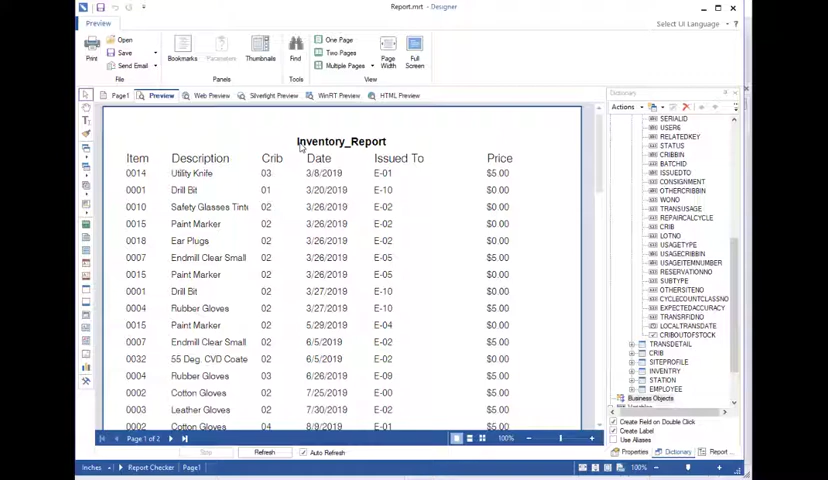 Report.mrt - Designer
Preview
Select UI Language
Open
Save
Send Email
Print
File
Bookmarks
Parameters
Thumbnails
Panels
Find
Tools
One Page
Two Pages
Multiple Pages
Page Width
Full Screen
View
Page1 Preview Web Preview Silverlight Preview WinRT Preview HTML Preview
Dictionary
Actions
Inventory_Report
Item Description Crib Date Issued To Price
0014 Utility Knife 03 3/8/2019 E-01 $5.00
0001 Drill Bit 01 3/20/2019 E-10 $0.00
0010 Safety Glasses Tint 02 3/26/2019 E-02 $0.00
0015 Paint Marker 02 3/26/2019 E-02 $0.00
0018 Ear Plugs 02 3/26/2019 E-02 $0.00
0007 Endmill Clear Small 02 3/26/2019 E-05 $5.00
0015 Paint Marker 02 3/26/2019 E-05 $0.00
0001 Drill Bit 02 3/27/2019 E-10 $0.00
0004 Rubber Gloves 02 3/27/2019 E-10 $5.00
0015 Paint Marker 02 5/29/2019 E-04 $0.00
0007 Endmill Clear Small 02 6/5/2019 E-02 $5.00
0032 55 Deg. CVD Coate 02 6/5/2019 E-02 $0.00
0004 Rubber Gloves 03 6/26/2019 E-09 $5.00
0002 Cotton Gloves 02 7/25/2019 E-00 $5.00
0003 Leather Gloves 02 7/30/2019 E-02 $5.00
0002 Cotton Gloves 04 8/9/2019 E-01 $5.00
SERIALID
USER6
RELATEDKEY
STATUS
CRIBBIN
BATCHID
ISSUEDTO
CONSIGNMENT
OTHERCRIBBIN
WONO
TRANSUSAGE
REPAIRCALCYCLE
CRIB
LOTNO
USAGETYPE
USAGECRIBBIN
USAGEITEMNUMBER
RESERVATIONNO
SUBTYPE
OTHERSITENO
CYCLECOUNTCLASSNO
EXPECTEDACCURACY
TRANSRFIDNO
LOCALTRANSDATE
CRIBOUTOFSTOCK
TRANSDETAIL
CRIB
SITEPROFILE
INVENTORY
STATION
EMPLOYEE
Business Objects
Variables
Create Field on Double Click
Create Label
Use Aliases
Page 1 of 2 100%
Refresh Auto Refresh
Properties Dictionary Report
Inches Report Checker Page1 100%